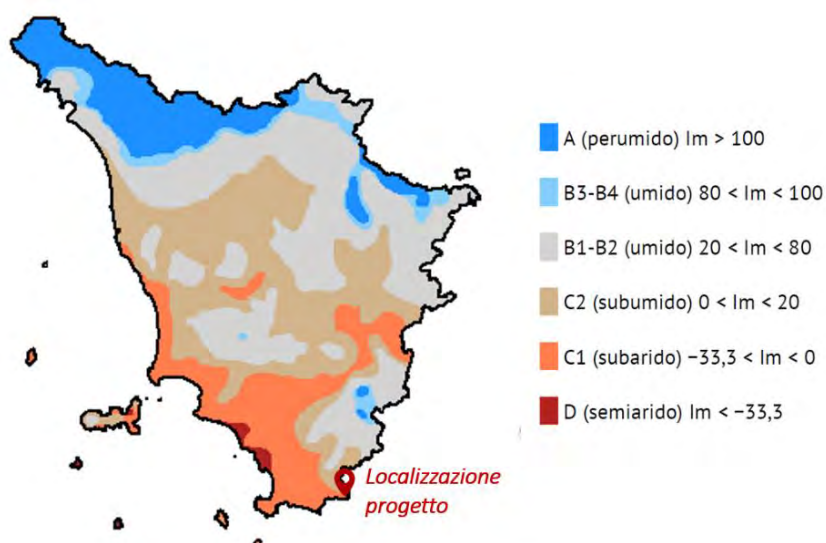 A (perumido) Im > 100
B3-B4 (umido) 80 < Im < 100
B1-B2 (umido) 20 < Im < 80
C2 (subumido) 0 < Im < 20
C1 (subarido) −33,3 < Im < 0
D (semiarido) Im < −33,3
Localizzazione
progetto